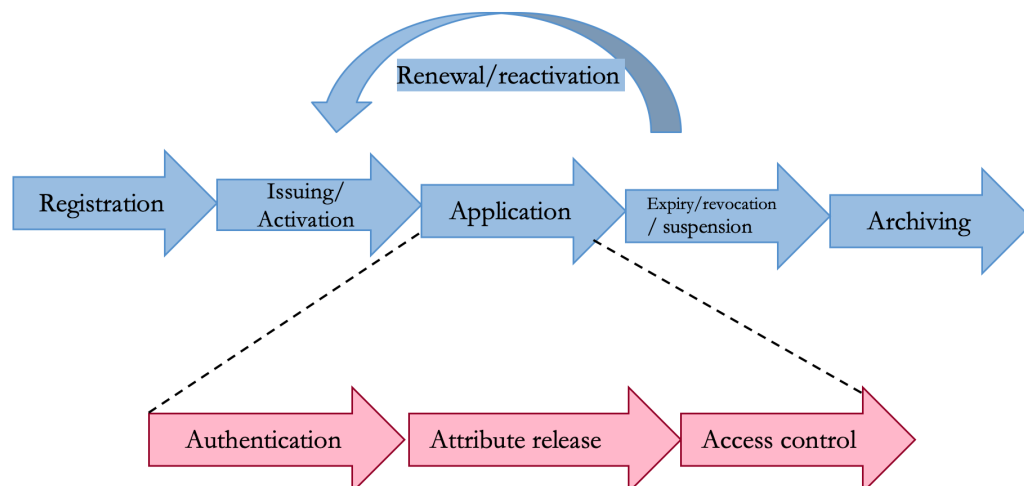 Renewal/reactivation
Registration
Issuing/
Activation
Application
Expiry/revocation
/ suspension
Archiving
Authentication
Attribute release
Access control